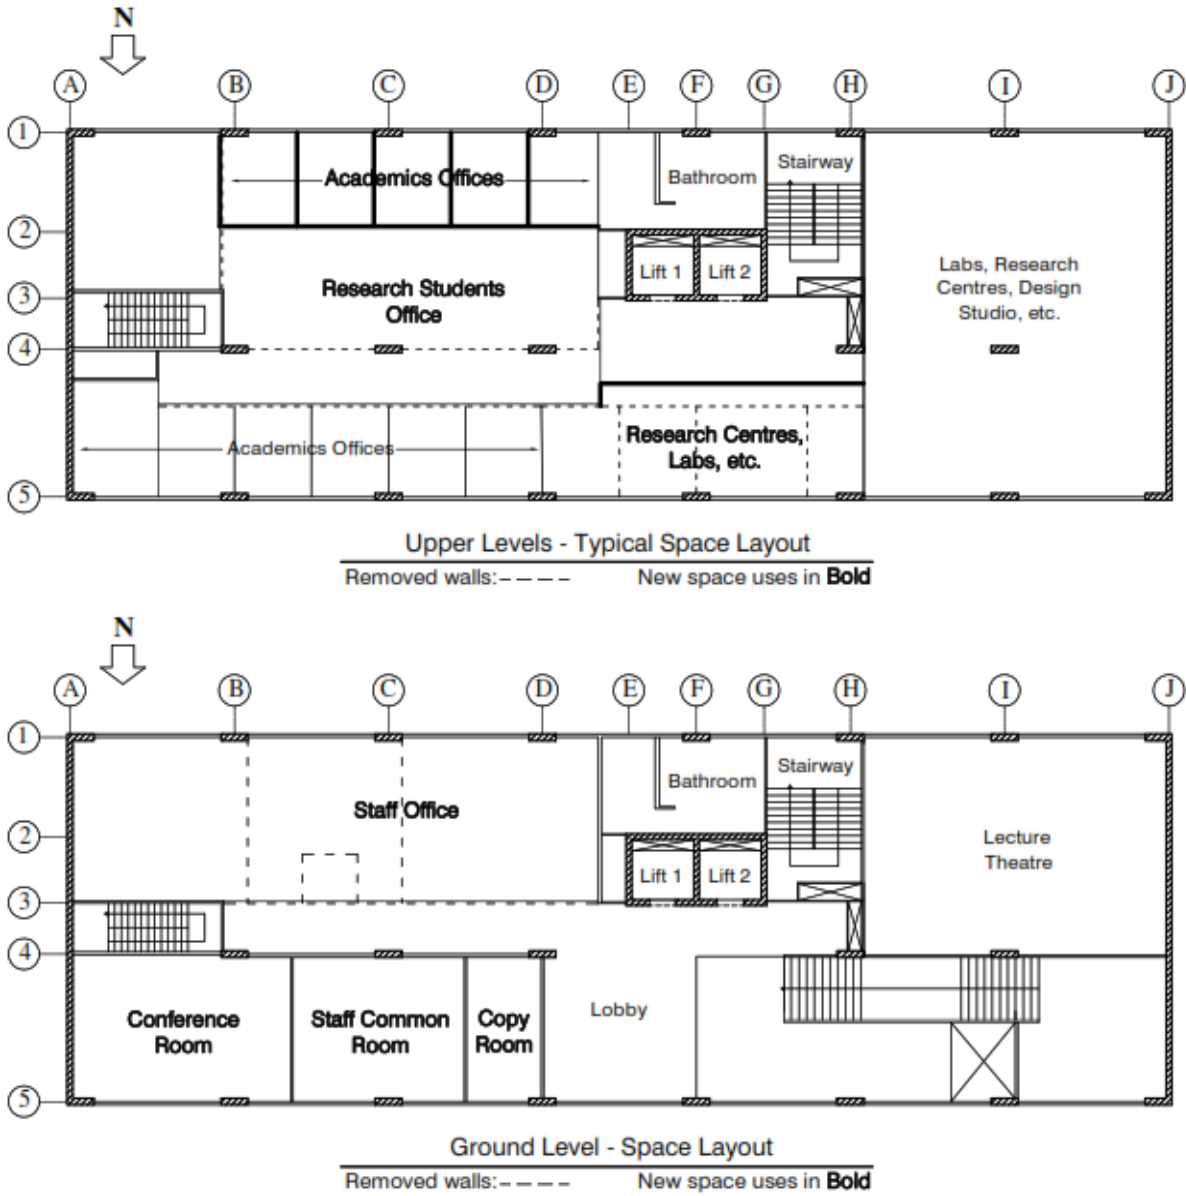 N
A B C D E F G H I J
1
Academics Offices
Bathroom
Stairway
2
Lift 1
Lift 2
Labs, Research
Centres, Design
Studio, etc.
3
Research Students
Office
4
Academics Offices
Research Centres,
Labs, etc.
5
Upper Levels - Typical Space Layout
Removed walls: New space uses in Bold
N
A B C D E F G H I J
1
Staff Office
Bathroom
Stairway
2
Lift 1
Lift 2
Lecture
Theatre
3
4
Conference
Room
Staff Common
Room
Copy
Room
Lobby
5
Ground Level - Space Layout
Removed walls: New space uses in Bold